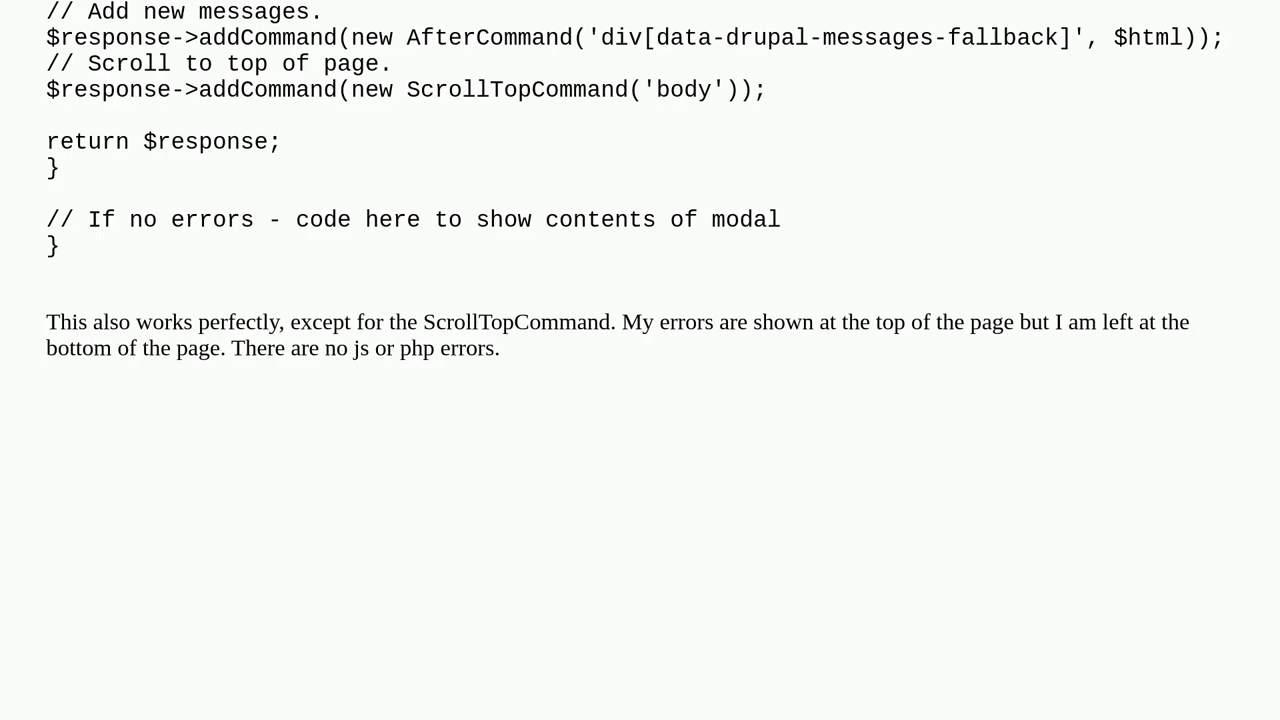 // Add new messages.
$response->addCommand(new AfterCommand('div[data-drupal-messages-fallback]', $html));
// Scroll to top of page.
$response->addCommand(new ScrollTopCommand('body'));
return $response;
}
// If no errors - code here to show contents of modal
}
This also works perfectly, except for the ScrollTopCommand. My errors are shown at the top of the page but I am left at the
bottom of the page. There are no js or php errors.